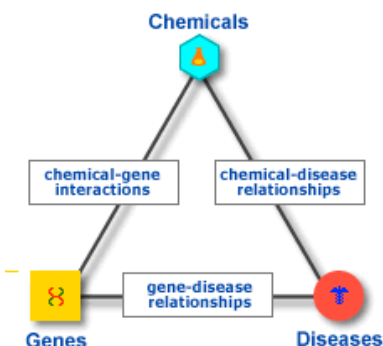 Chemicals
chemical-gene
interactions
chemical-disease
relationships
gene-disease
relationships
Genes
Diseases